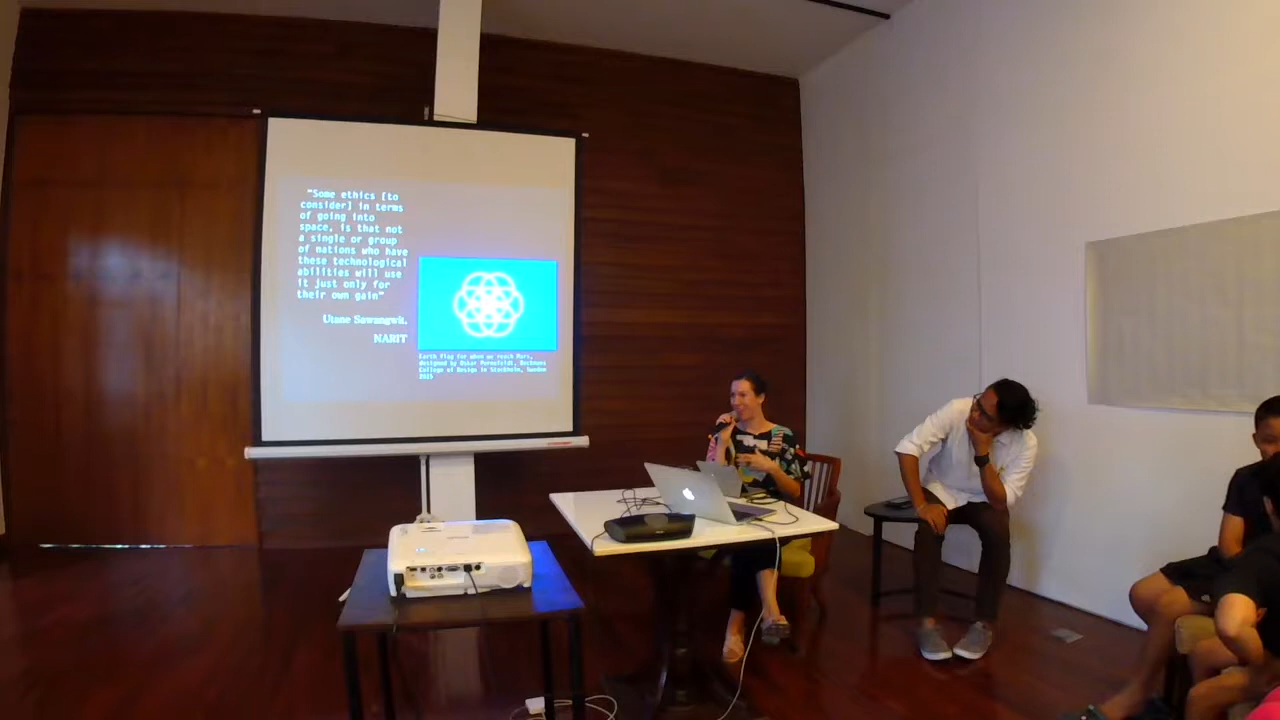 "Some ethics [to
consider] in terms
of going into
space, is that not
a single or group
of nations who have
these technological
abilities will use
it just only for
their own gain"
Utane Sawangwit,
NARIT
Earth Flag for when we reach Mars,
designed by Oskar Pernefeldt, Beckmans
College of Design in Stockholm, Sweden
2015